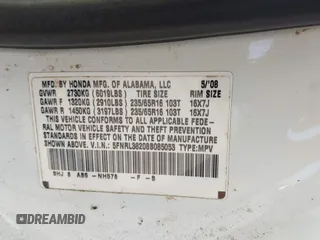 MFD. BY HONDA MFG. OF ALABAMA, LLC 5/'08
GVWR 2730KG (6019LBS) TIRE SIZE RIM SIZE
GAWR F 1320KG (2910LBS) 235/65R16 103T 16X7J
GAWR R 1450KG (3197LBS) 235/65R16 103T 16X7J
THIS VEHICLE CONFORMS TO ALL APPLICABLE FEDE-
RAL MOTOR VEHICLE SAFETY AND THEFT PREVENTION
STANDARDS IN EFFECT ON THE DATE OF MANUFACTURE
SHOWN ABOVE. V.I.N.: 5FNRL38208B085053 TYPE:MPV
SHJ NH578 -F -B
DREAMBID